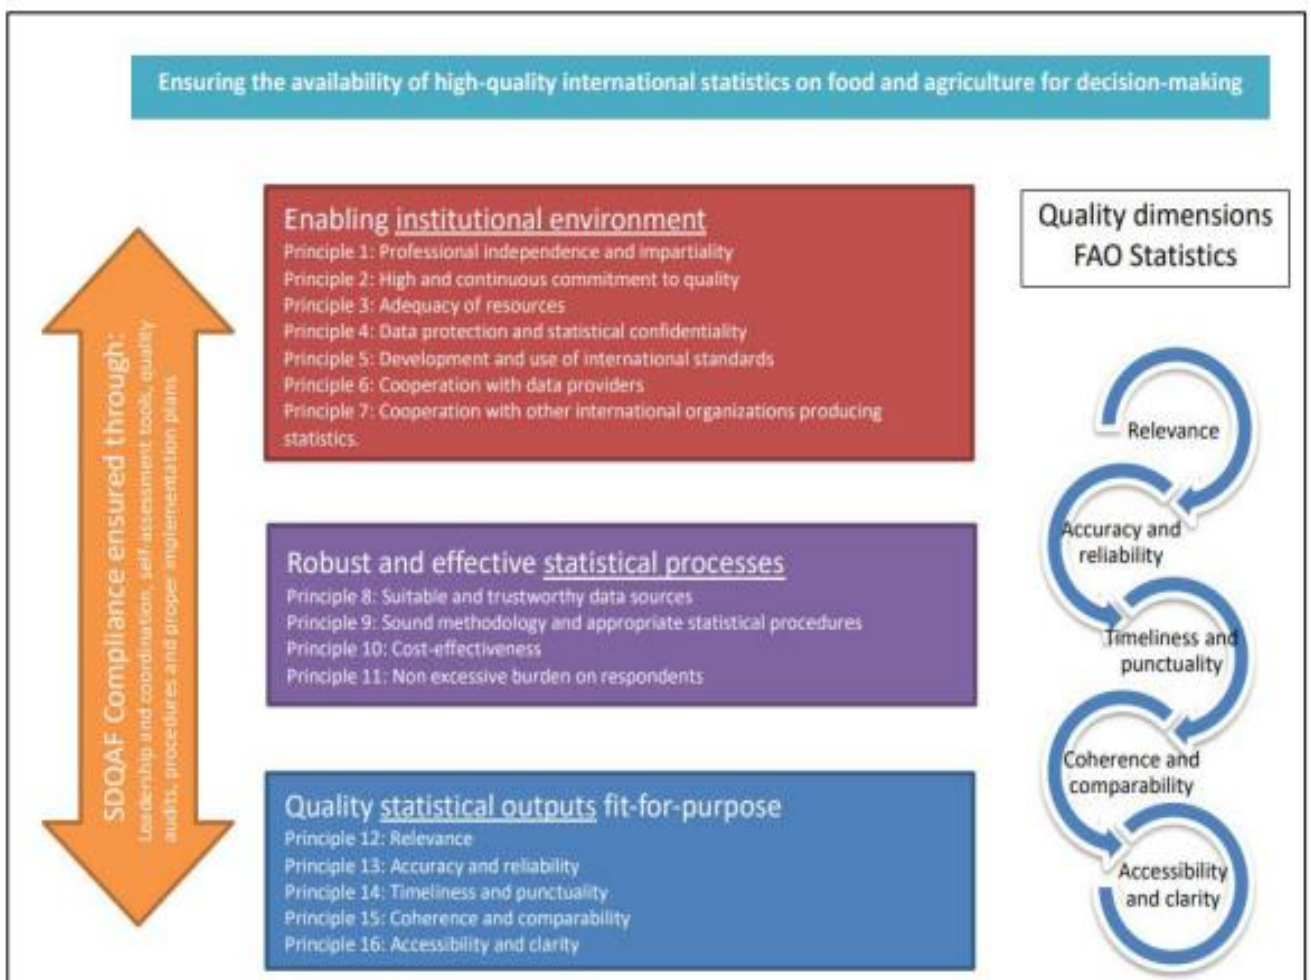 Ensuring the availability of high-quality international statistics on food and agriculture for decision-making
SDQAF Compliance ensured through:
Leadership and coordination, self-assessment tools, quality
audits, procedures and proper implementation plans
Enabling institutional environment
Principle 1: Professional independence and impartiality
Principle 2: High and continuous commitment to quality
Principle 3: Adequacy of resources
Principle 4: Data protection and statistical confidentiality
Principle 5: Development and use of international standards
Principle 6: Cooperation with data providers
Principle 7: Cooperation with other international organizations producing
statistics.
Robust and effective statistical processes
Principle 8: Suitable and trustworthy data sources
Principle 9: Sound methodology and appropriate statistical procedures
Principle 10: Cost-effectiveness
Principle 11: Non excessive burden on respondents
Quality statistical outputs fit-for-purpose
Principle 12: Relevance
Principle 13: Accuracy and reliability
Principle 14: Timeliness and punctuality
Principle 15: Coherence and comparability
Principle 16: Accessibility and clarity
Quality dimensions
FAO Statistics
Relevance
Accuracy and
reliability
Timeliness and
punctuality
Coherence and
comparability
Accessibility
and clarity